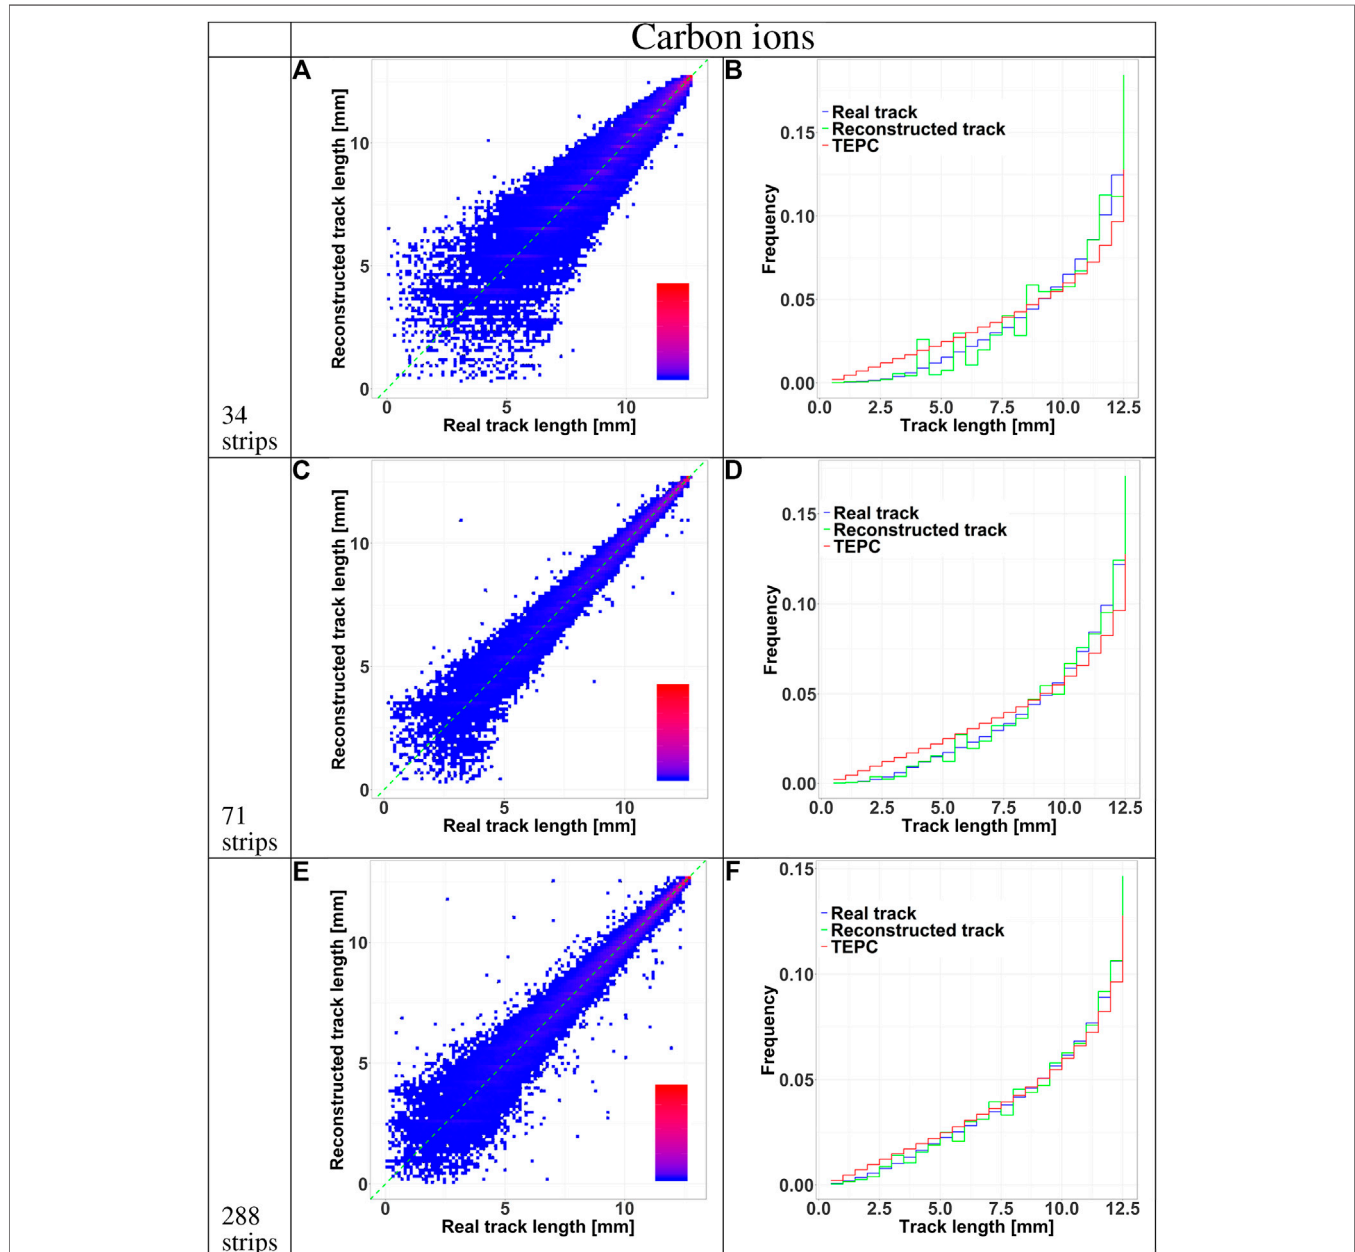 Carbon ions
34
strips
A
Reconstructed track length [mm]
10
5
0
0 5 10
Real track length [mm]
B
Real track
Reconstructed track
TEPC
Frequency
0.15
0.10
0.05
0.00
0.0 2.5 5.0 7.5 10.0 12.5
Track length [mm]
71
strips
C
Reconstructed track length [mm]
10
5
0
0 5 10
Real track length [mm]
D
Real track
Reconstructed track
TEPC
Frequency
0.15
0.10
0.05
0.00
0.0 2.5 5.0 7.5 10.0 12.5
Track length [mm]
288
strips
E
Reconstructed track length [mm]
10
5
0
0 5 10
Real track length [mm]
F
Real track
Reconstructed track
TEPC
Frequency
0.15
0.10
0.05
0.00
0.0 2.5 5.0 7.5 10.0 12.5
Track length [mm]